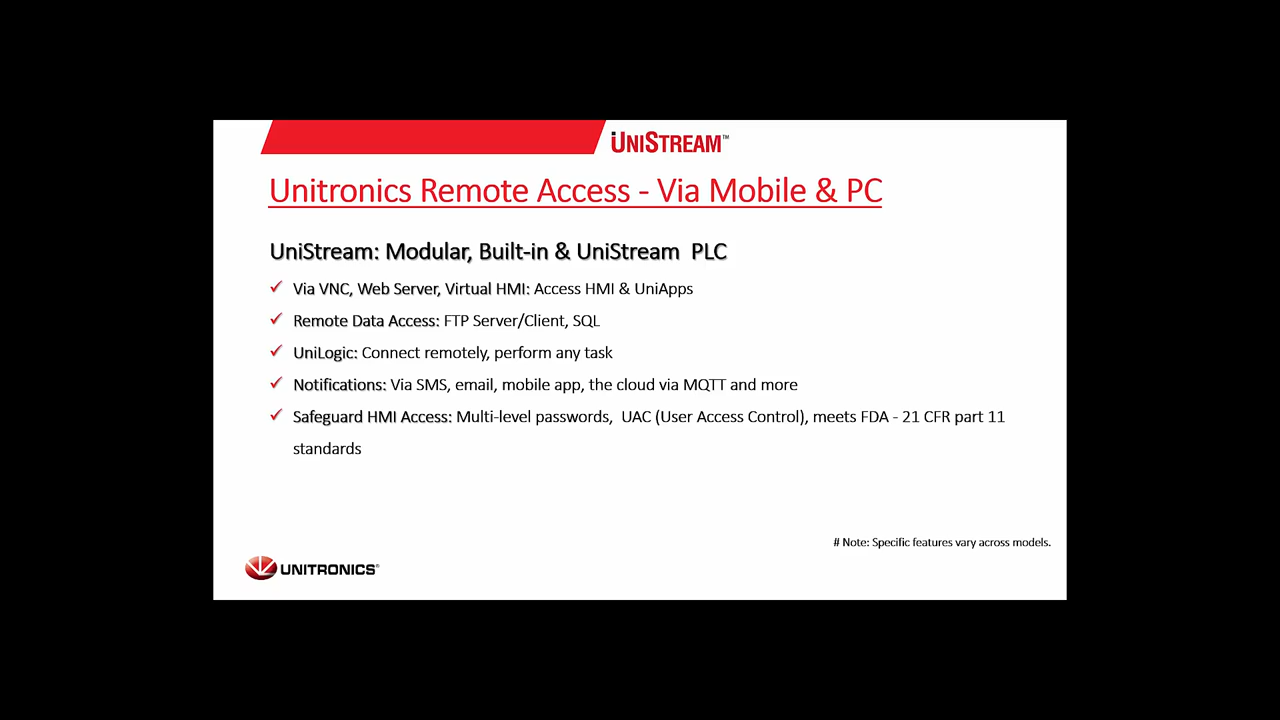 UNISTREAM™
Unitronics Remote Access - Via Mobile & PC
UniStream: Modular, Built-in & UniStream PLC
Via VNC, Web Server, Virtual HMI: Access HMI & UniApps
Remote Data Access: FTP Server/Client, SQL
UniLogic: Connect remotely, perform any task
Notifications: Via SMS, email, mobile app, the cloud via MQTT and more
Safeguard HMI Access: Multi-level passwords, UAC (User Access Control), meets FDA - 21 CFR part 11
standards
# Note: Specific features vary across models.
UNITRONICS®